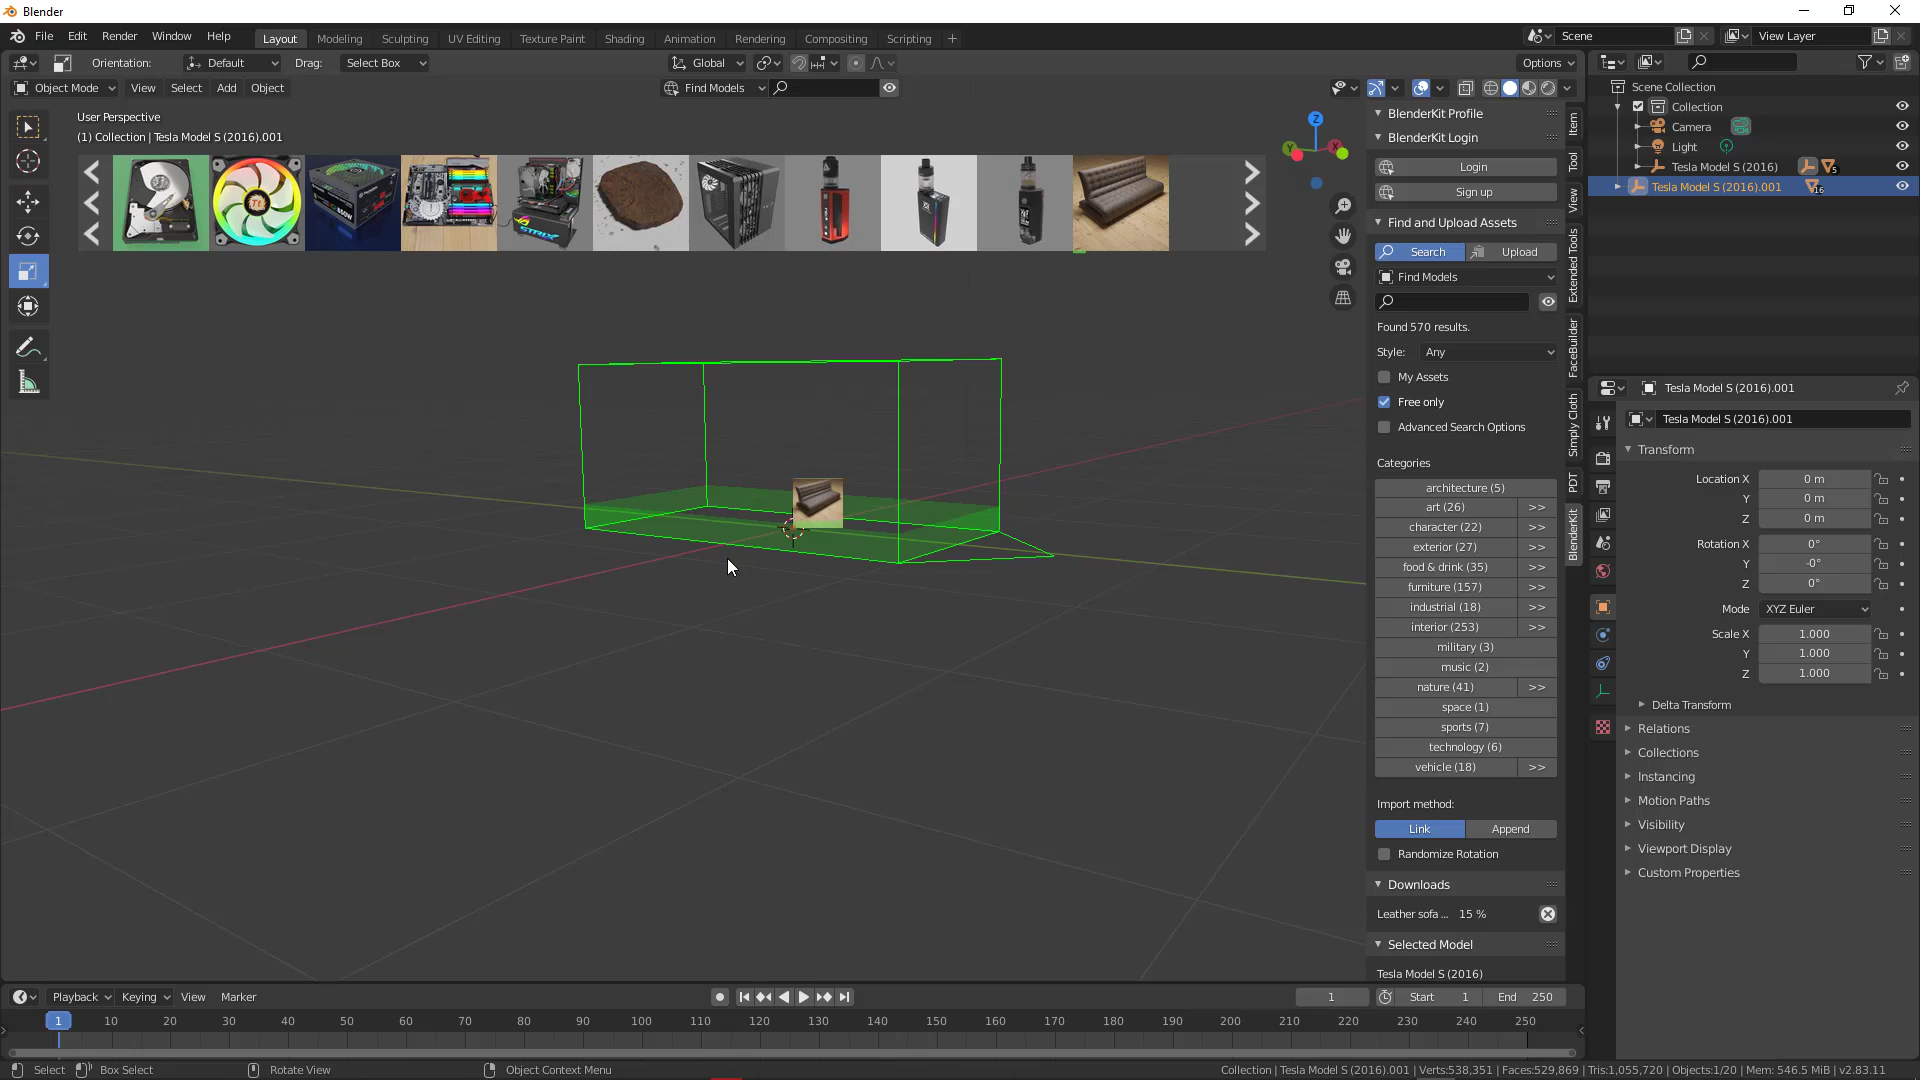 Blender
File Edit Render Window Help Layout Modeling Sculpting UV Editing Texture Paint Shading Animation Rendering Compositing Scripting + Scene View Layer
Orientation: Default Drag: Select Box Global Options
Object Mode View Select Add Object Find Models
User Perspective
(1) Collection | Tesla Model S (2016).001
Z
Y
X
BlenderKit Profile
BlenderKit Login
Login
Sign up
Find and Upload Assets
Search Upload
Find Models
Found 570 results.
Style: Any
My Assets
Free only
Advanced Search Options
Categories
architecture (5)
art (26) >>
character (22) >>
exterior (27) >>
food & drink (35) >>
furniture (157) >>
industrial (18) >>
interior (253) >>
military (3)
music (2)
nature (41) >>
space (1)
sports (7)
technology (6)
vehicle (18) >>
Import method:
Link Append
Randomize Rotation
Downloads
Leather sofa ... 15 %
Selected Model
Tesla Model S (2016)
Item
Tool
View
Extended Tools
FaceBuilder
Simply Cloth
PDT
BlenderKit
Scene Collection
Collection
Camera
Light
Tesla Model S (2016) 5
Tesla Model S (2016).001 16
Tesla Model S (2016).001
Tesla Model S (2016).001
Transform
Location X 0 m
Y 0 m
Z 0 m
Rotation X 0°
Y -0°
Z 0°
Mode XYZ Euler
Scale X 1.000
Y 1.000
Z 1.000
Delta Transform
Relations
Collections
Instancing
Motion Paths
Visibility
Viewport Display
Custom Properties
Playback Keying View Marker 1 Start 1 End 250
1 10 20 30 40 50 60 70 80 90 100 110 120 130 140 150 160 170 180 190 200 210 220 230 240 250
Select Box Select Rotate View Object Context Menu Collection | Tesla Model S (2016).001 | Verts:538,351 | Faces:529,869 | Tris:1,055,720 | Objects:1/20 | Mem: 546.5 MiB | v2.83.11